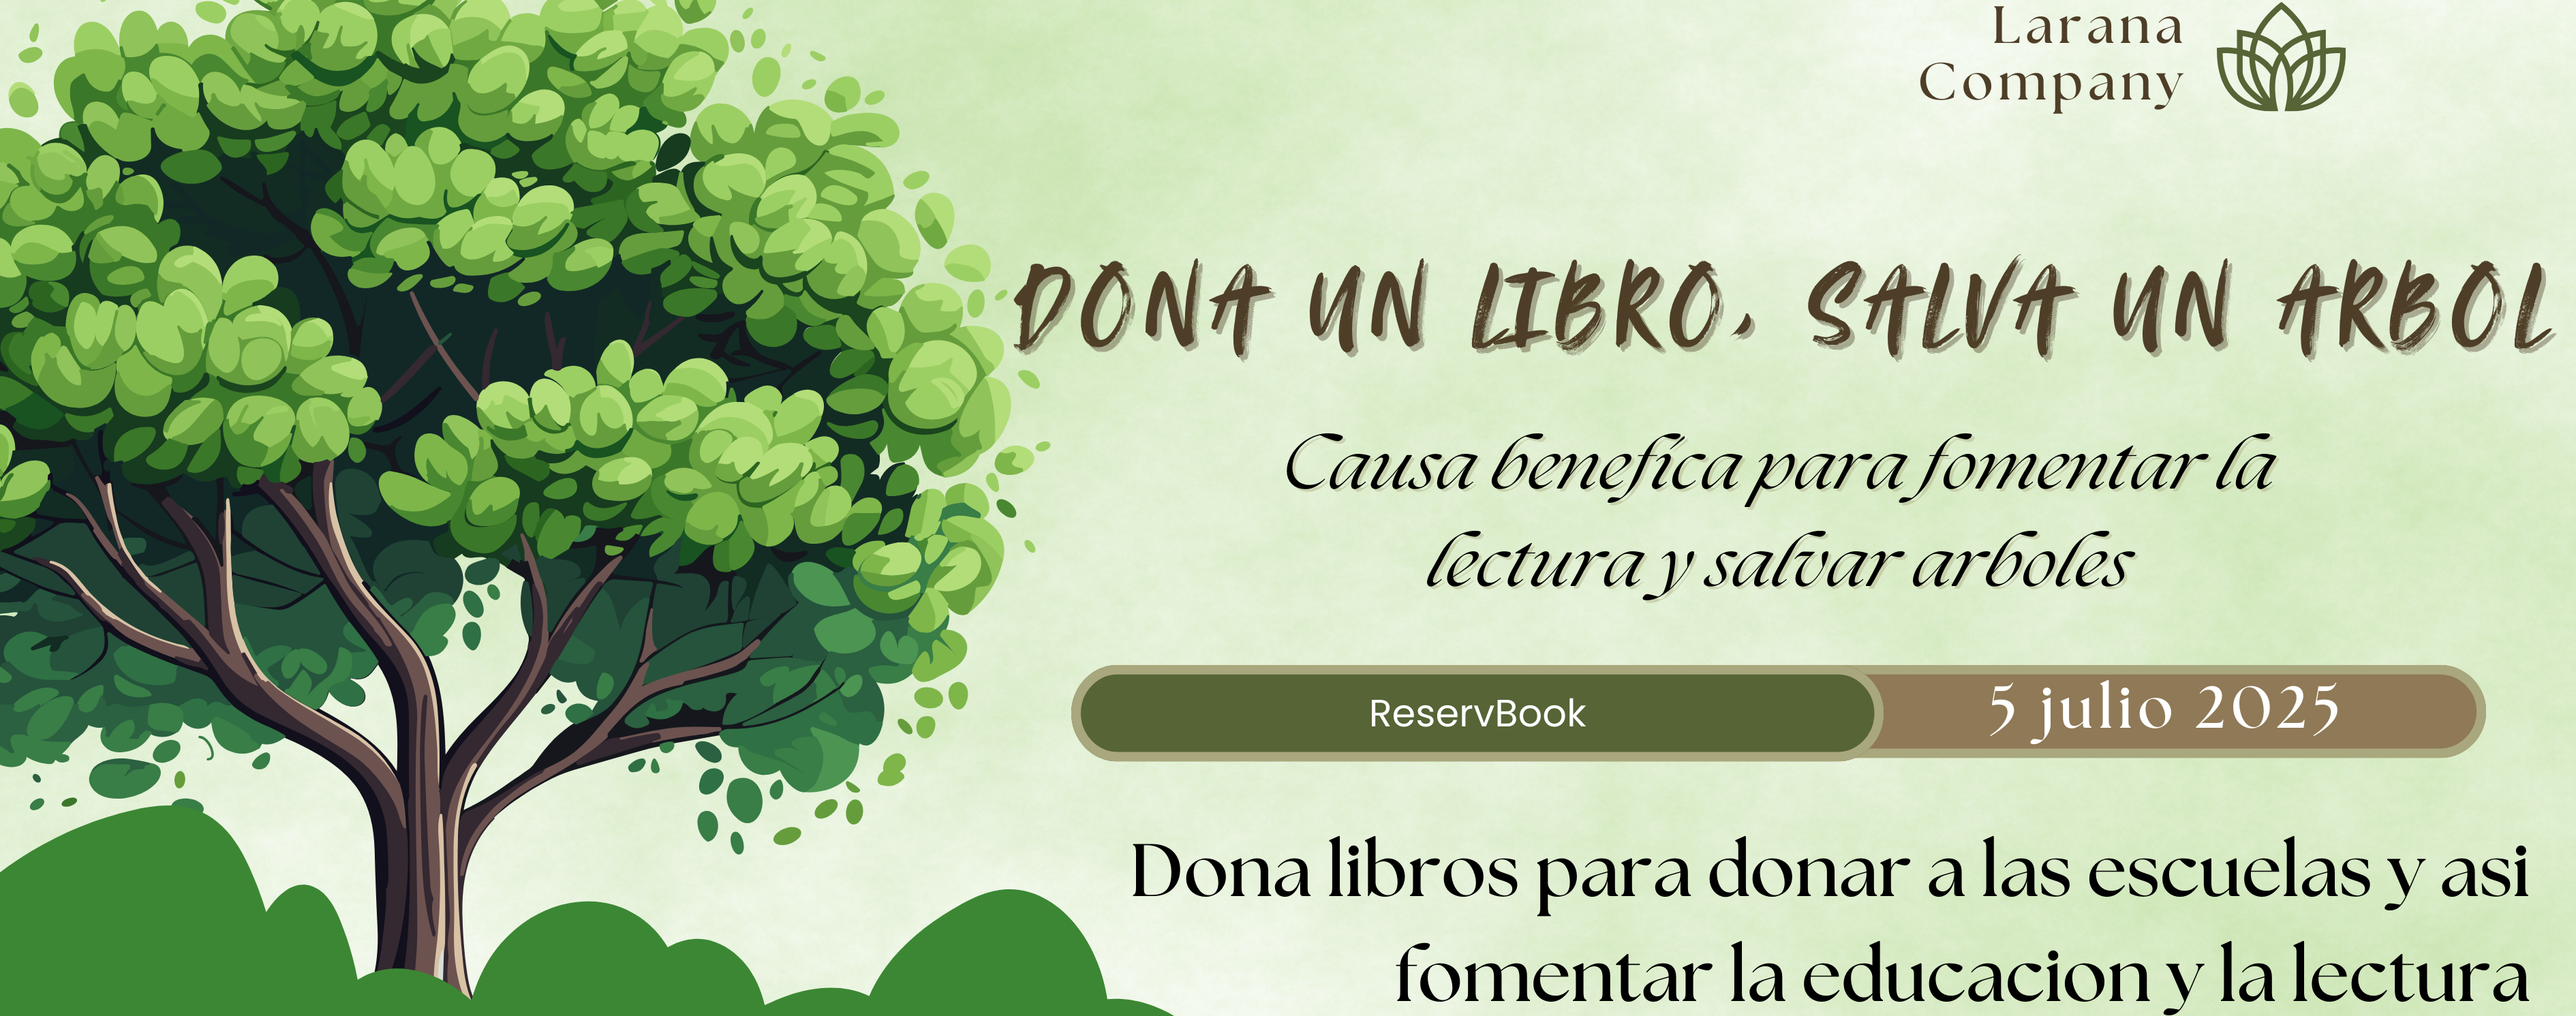 Larana
Company
DONA UN LIBRO, SALVA UN ARBOL
Causa benefíca para fomentar la
lectura y salvar arboles
ReservBook
5 julio 2025
Dona libros para donar a las escuelas y asi
fomentar la educacion y la lectura